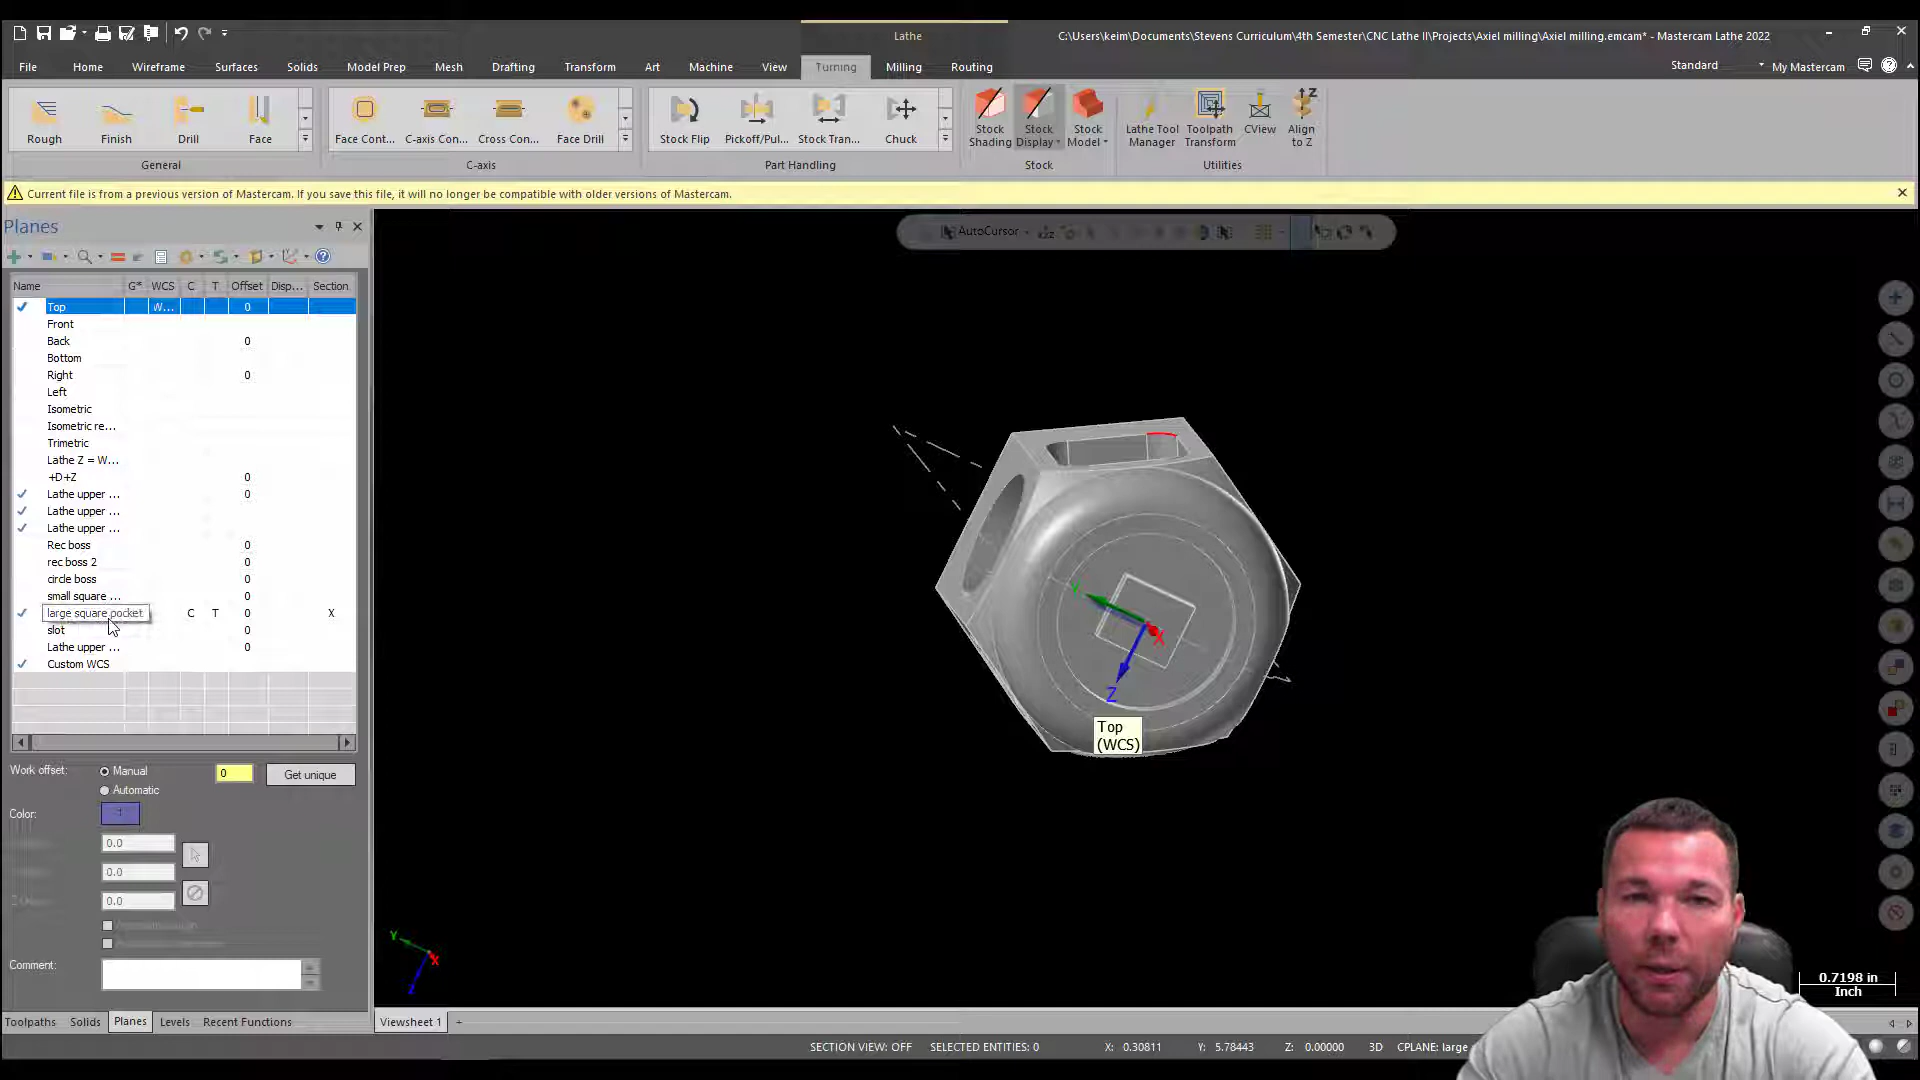 Lathe
C:\Users\keim\Documents\Stevens Curriculum\4th Semester\CNC Lathe II\Projects\Axiel milling\Axiel milling.emcam* - Mastercam Lathe 2022
File Home Wireframe Surfaces Solids Model Prep Mesh Drafting Transform Art Machine View Turning Milling Routing
Standard My Mastercam
Rough Finish Drill Face
General
Face Cont... C-axis Con... Cross Con... Face Drill
C-axis
Stock Flip Pickoff/Pul... Stock Tran... Chuck
Part Handling
Stock Shading Stock Display Stock Model
Stock
Lathe Tool Manager Toolpath Transform CView Align to Z
Utilities
Current file is from a previous version of Mastercam. If you save this file, it will no longer be compatible with older versions of Mastercam.
Planes
AutoCursor
Name G* WCS C T Offset Disp... Section
Top W... 0
Front
Back 0
Bottom
Right 0
Left
Isometric
Isometric re...
Trimetric
Lathe Z = W...
+D+Z 0
Lathe upper ... 0
Lathe upper ...
Lathe upper ...
Rec boss 0
rec boss 2 0
circle boss 0
small square ... 0
large square pocket C T 0 X
slot 0
Lathe upper ... 0
Custom WCS
Y
X
Z
Top
(WCS)
Work offset: Manual 0 Get unique
Automatic
Color: 1
0.0
0.0
0.0
Comment:
Y
X
Z
0.7198 in
Inch
Toolpaths Solids Planes Levels Recent Functions
Viewsheet 1 +
SECTION VIEW: OFF SELECTED ENTITIES: 0 X: 0.30811 Y: 5.78443 Z: 0.00000 3D CPLANE: large